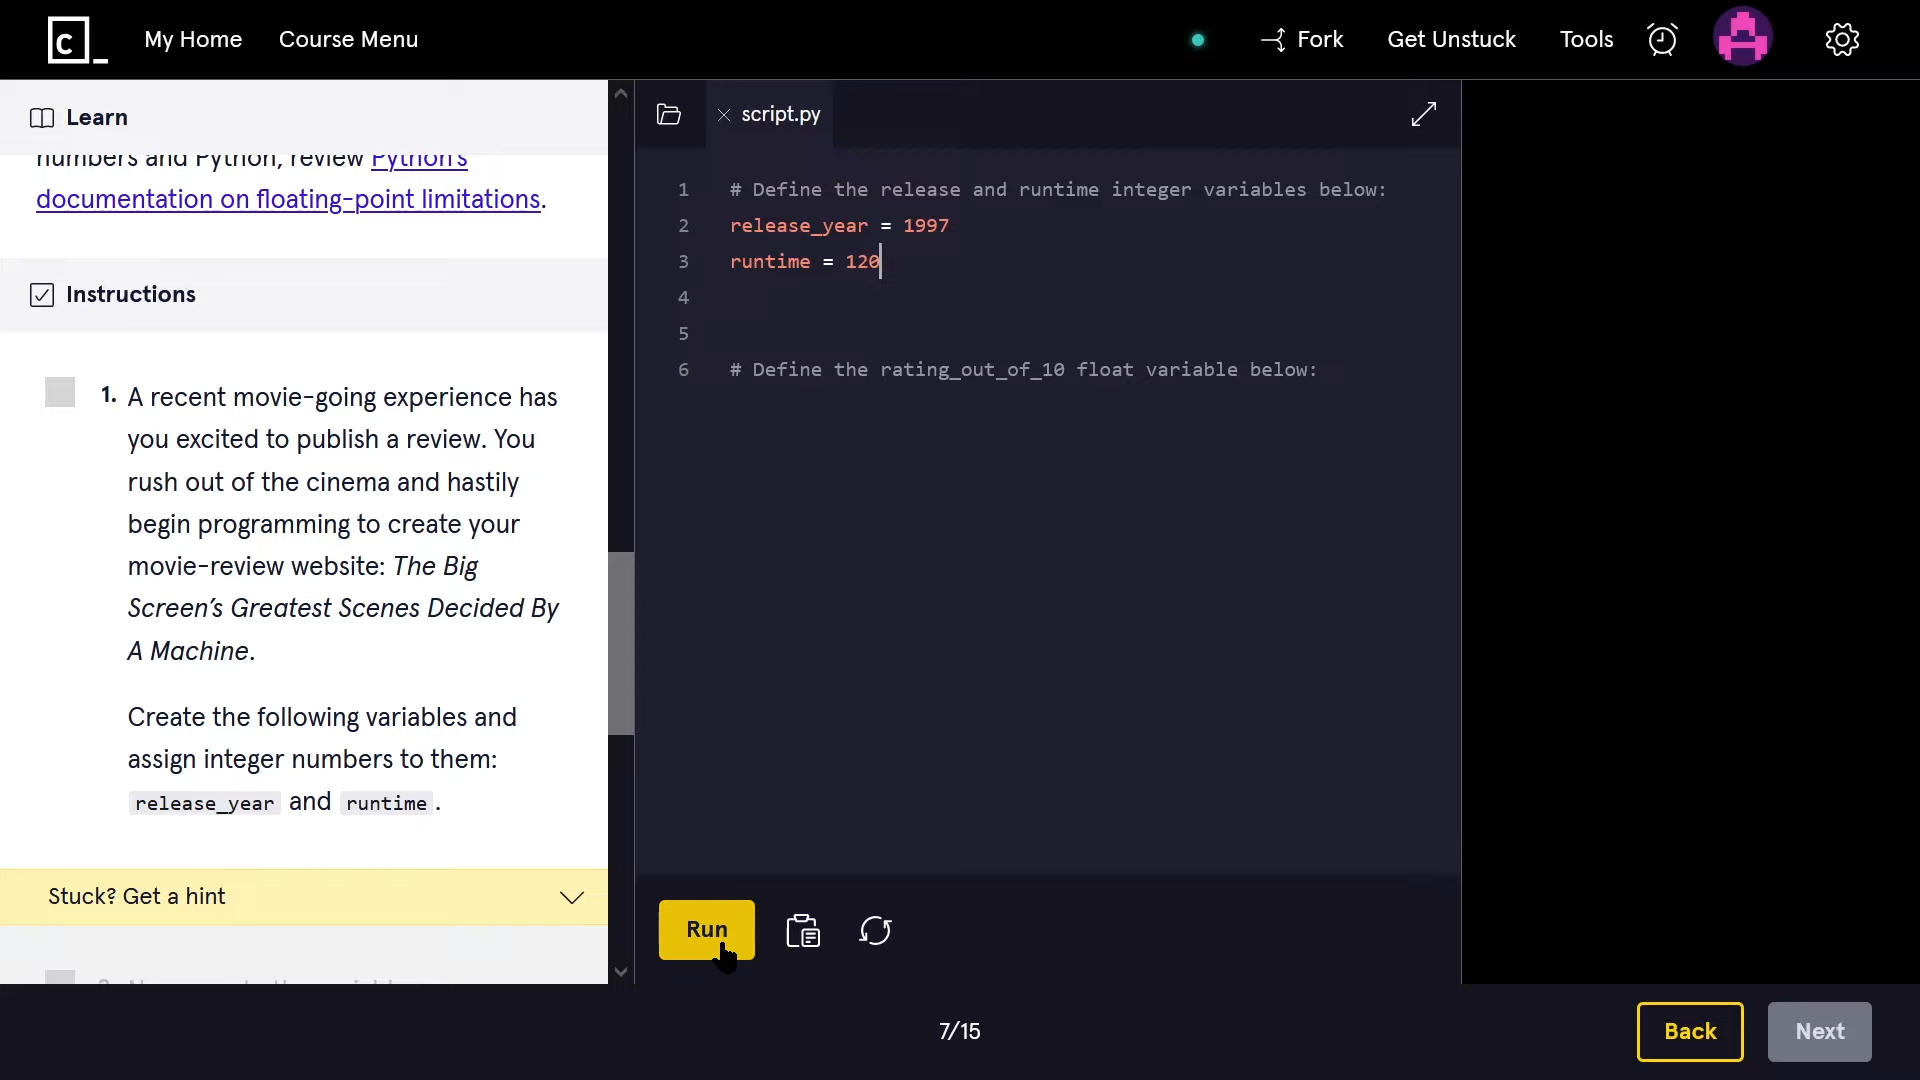 My Home
Course Menu
Fork
Get Unstuck
Tools
Learn
numbers and Python, review Python's
documentation on floating-point limitations.
Instructions
1. A recent movie-going experience has
you excited to publish a review. You
rush out of the cinema and hastily
begin programming to create your
movie-review website: The Big
Screen's Greatest Scenes Decided By
A Machine.
Create the following variables and
assign integer numbers to them:
release_year and runtime.
Stuck? Get a hint
script.py
1 # Define the release and runtime integer variables below:
2 release_year = 1997
3 runtime = 120
4
5
6 # Define the rating_out_of_10 float variable below:
Run
7/15
Back
Next